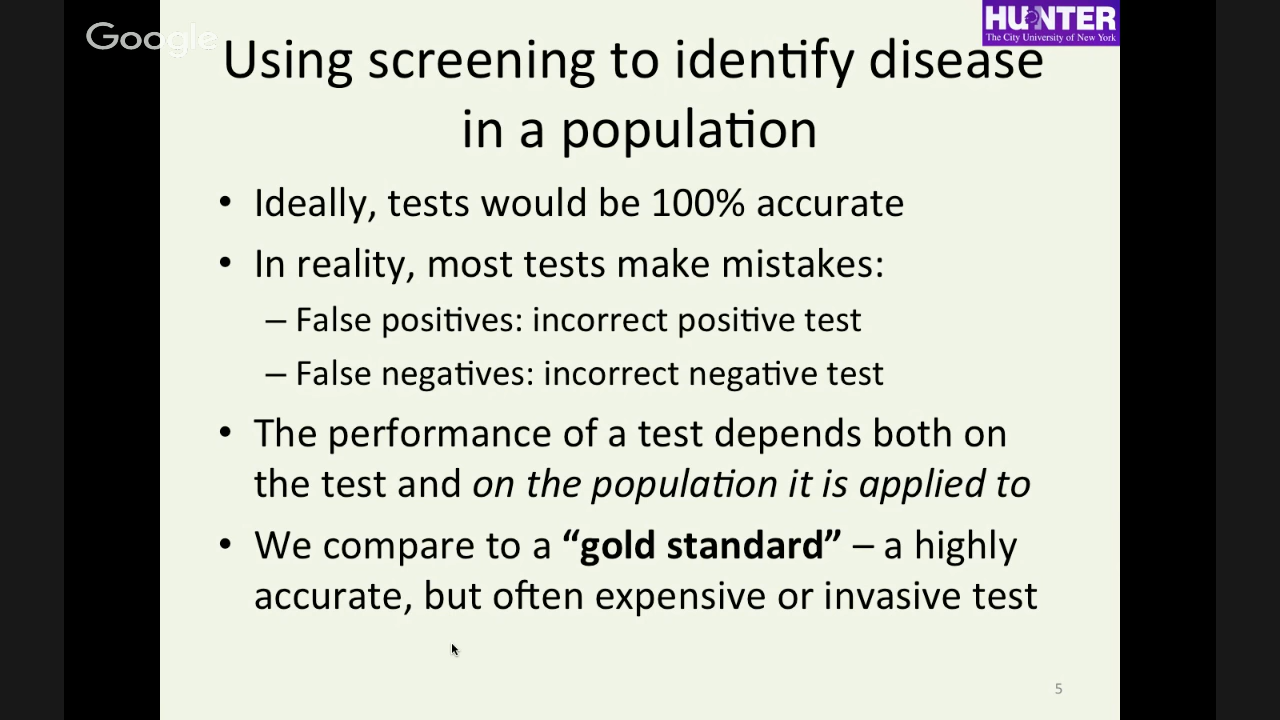 Google
HUNTER
The City University of New York
Using screening to identify disease
in a population
• Ideally, tests would be 100% accurate
• In reality, most tests make mistakes:
– False positives: incorrect positive test
– False negatives: incorrect negative test
• The performance of a test depends both on
the test and on the population it is applied to
• We compare to a “gold standard” – a highly
accurate, but often expensive or invasive test
5